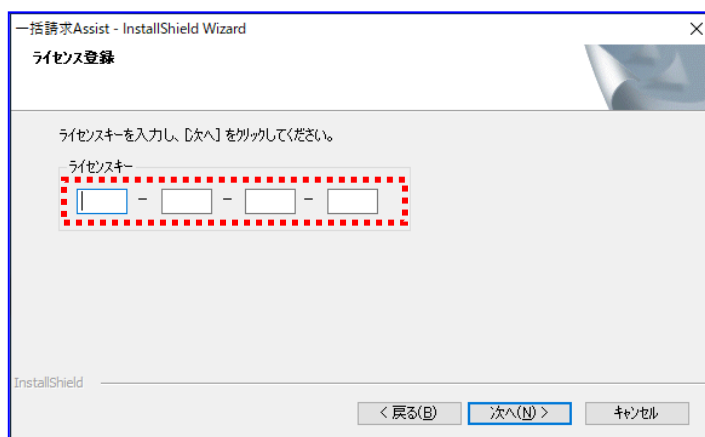 一括請求Assist - InstallShield Wizard
ライセンス登録
ライセンスキーを入力し、[次へ] をクリックしてください。
ライセンスキー
- - -
InstallShield
< 戻る(B) 次へ(N) > キャンセル